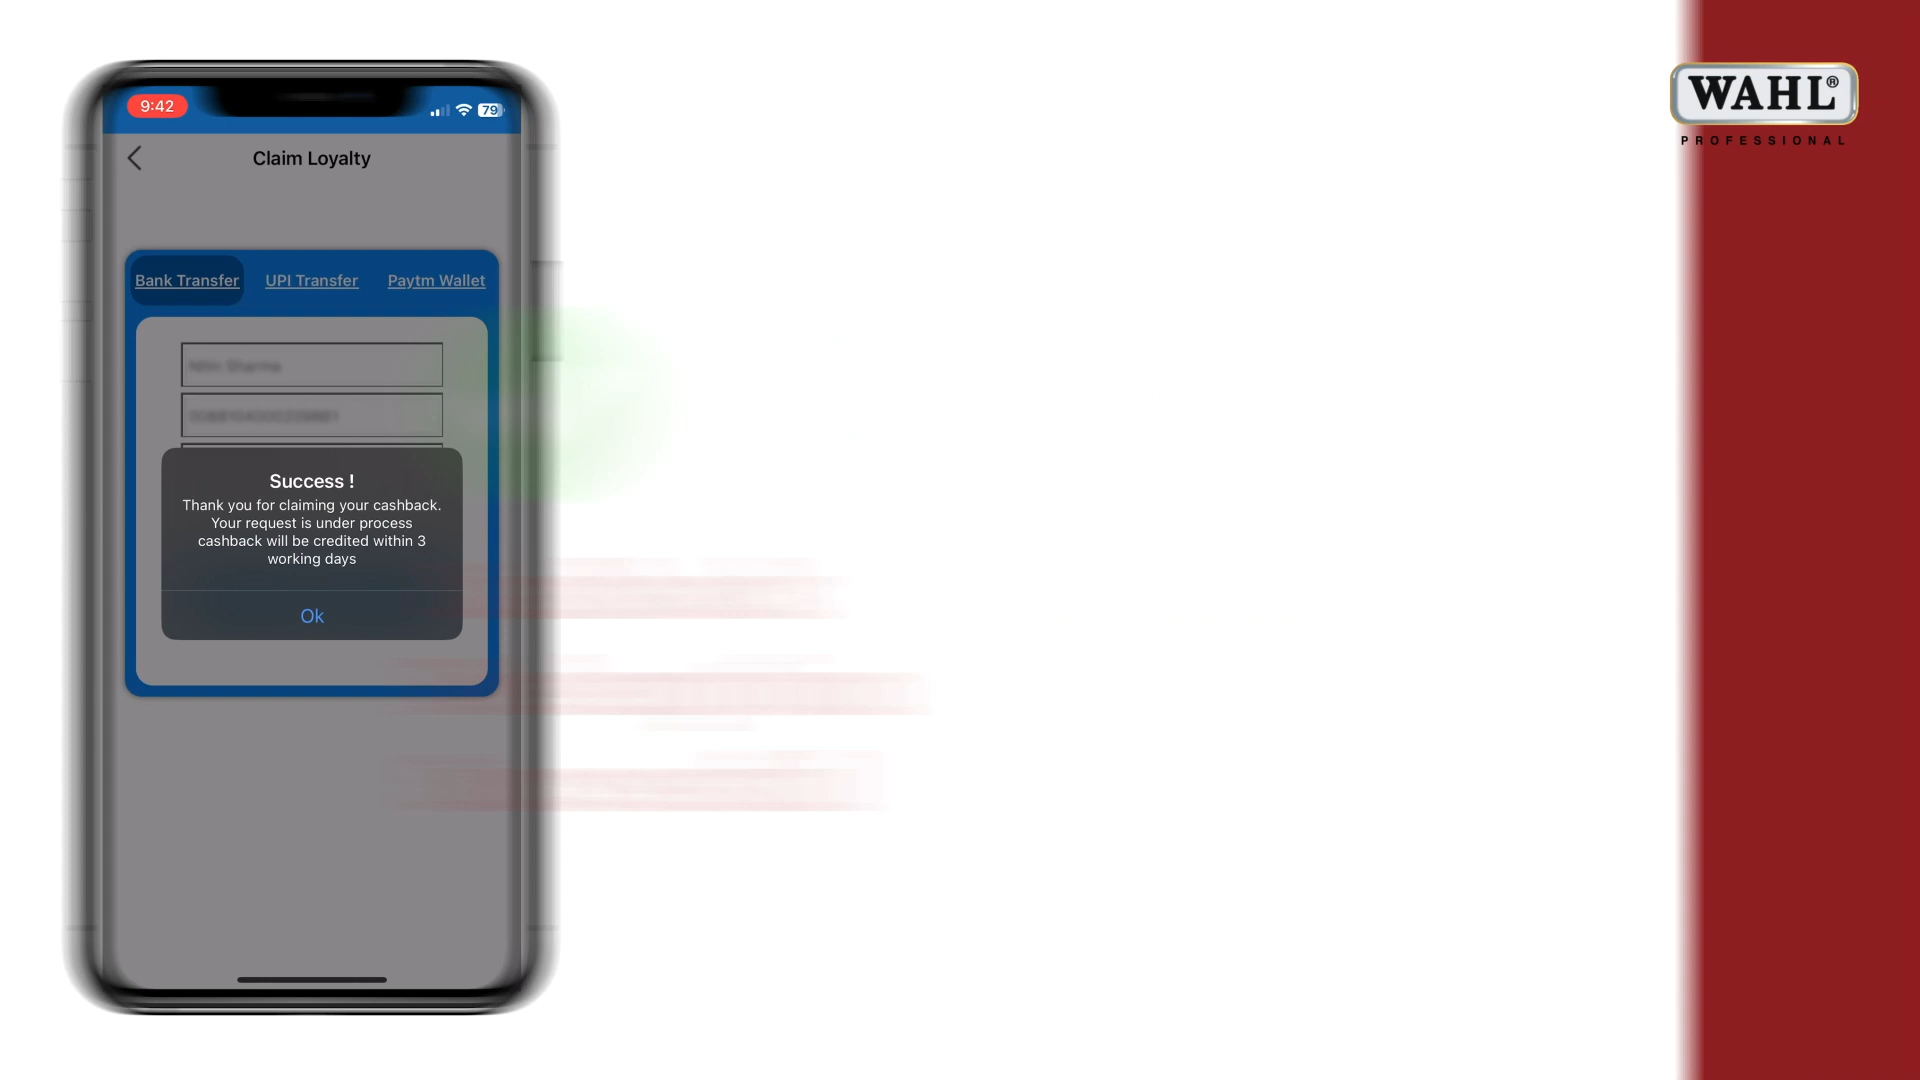 9:42
79
Claim Loyalty
Bank Transfer
UPI Transfer
Paytm Wallet
Success !
Thank you for claiming your cashback.
Your request is under process
cashback will be credited within 3
working days
Ok
WAHL®
PROFESSIONAL